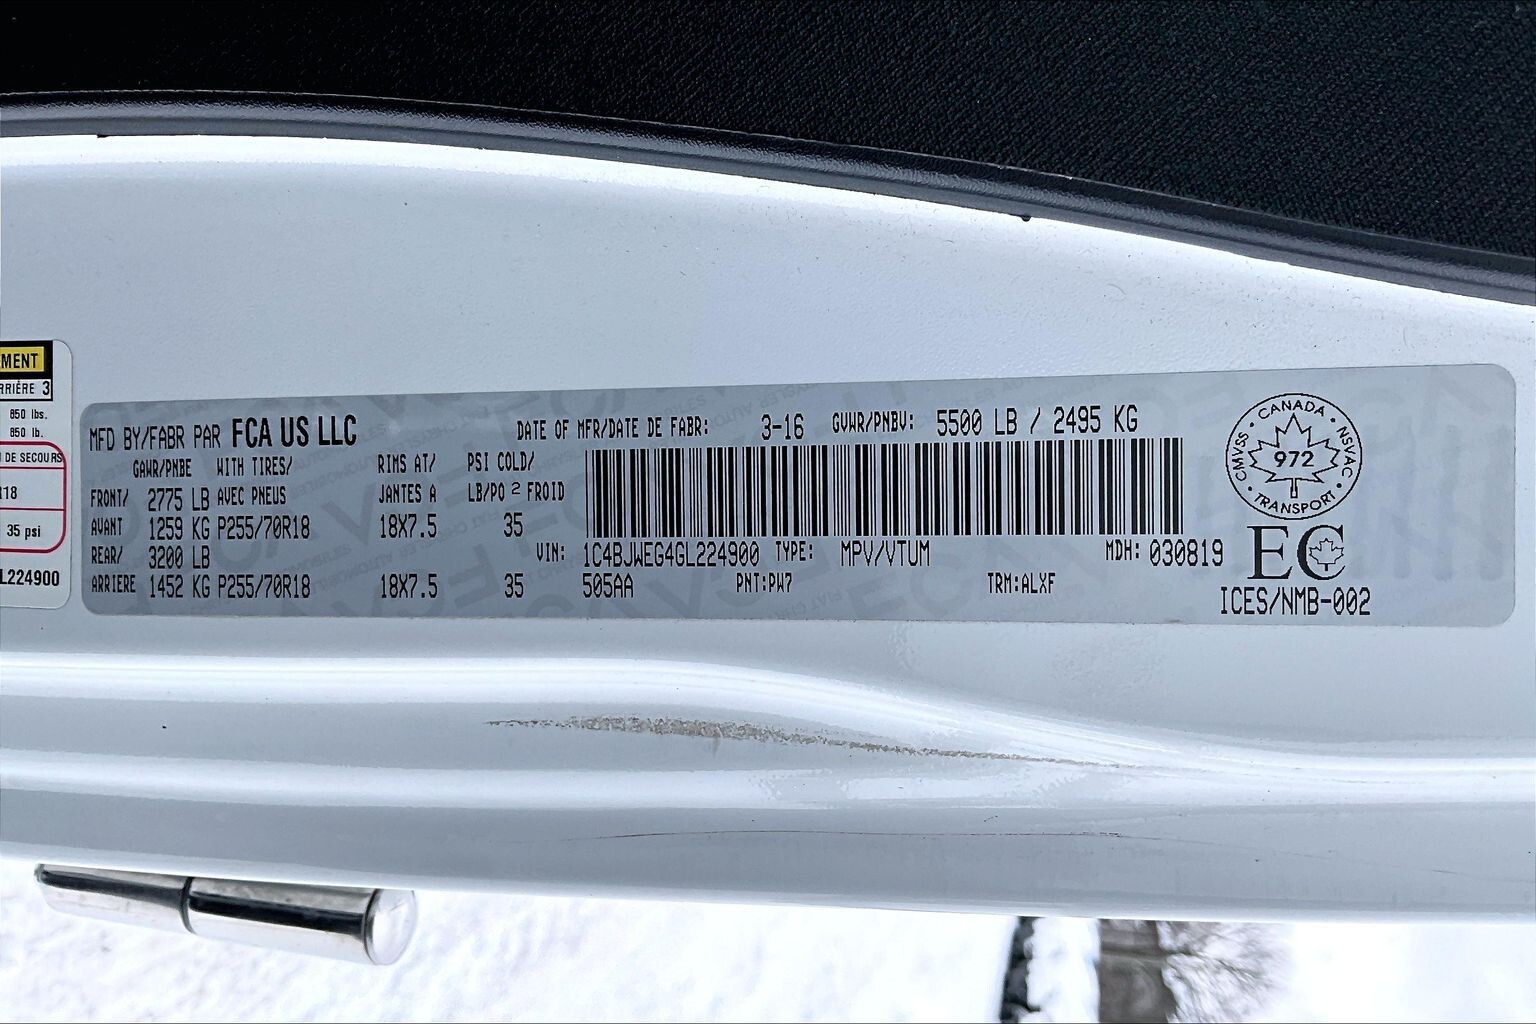 MENT
RRIÈRE 3
850 lbs.
850 lb.
N DE SECOURS
R18
35 psi
L224900
MFD BY/FABR PAR FCA US LLC
DATE OF MFR/DATE DE FABR: 3-16 GVWR/PNBV: 5500 LB / 2495 KG
GAWR/PNBE WITH TIRES/ RIMS AT/ PSI COLD/
FRONT/ 2775 LB AVEC PNEUS JANTES A LB/PO 2 FROID
AVANT 1259 KG P255/70R18 18X7.5 35
REAR/ 3200 LB
ARRIERE 1452 KG P255/70R18 18X7.5 35
VIN: 1C4BJWEG4GL224900 TYPE: MPV/VTUM MDH: 030819
505AA PNT:PW7 TRM:ALXF
CANADA
CMVSS NSVAC
972
TRANSPORT
EC
ICES/NMB-002